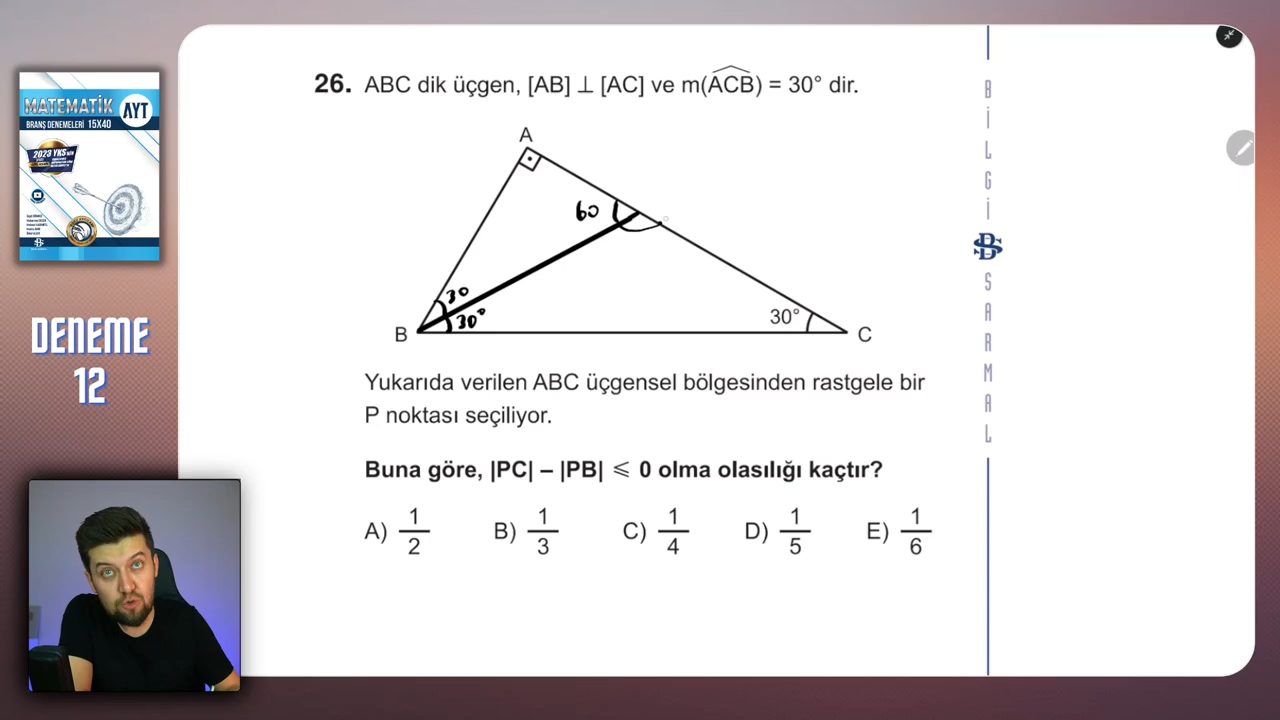 MATEMATİK
AYT
BRANŞ DENEMELERİ 15X40
DENEME
12
26. ABC dik üçgen, [AB] ⊥ [AC] ve m(ACB) = 30° dir.
A
60
30
30°
30°
B
C
Yukarıda verilen ABC üçgensel bölgesinden rastgele bir
P noktası seçiliyor.
Buna göre, |PC| – |PB| ⩽ 0 olma olasılığı kaçtır?
A) 1/2 B) 1/3 C) 1/4 D) 1/5 E) 1/6
BİLGİ
SARMAL